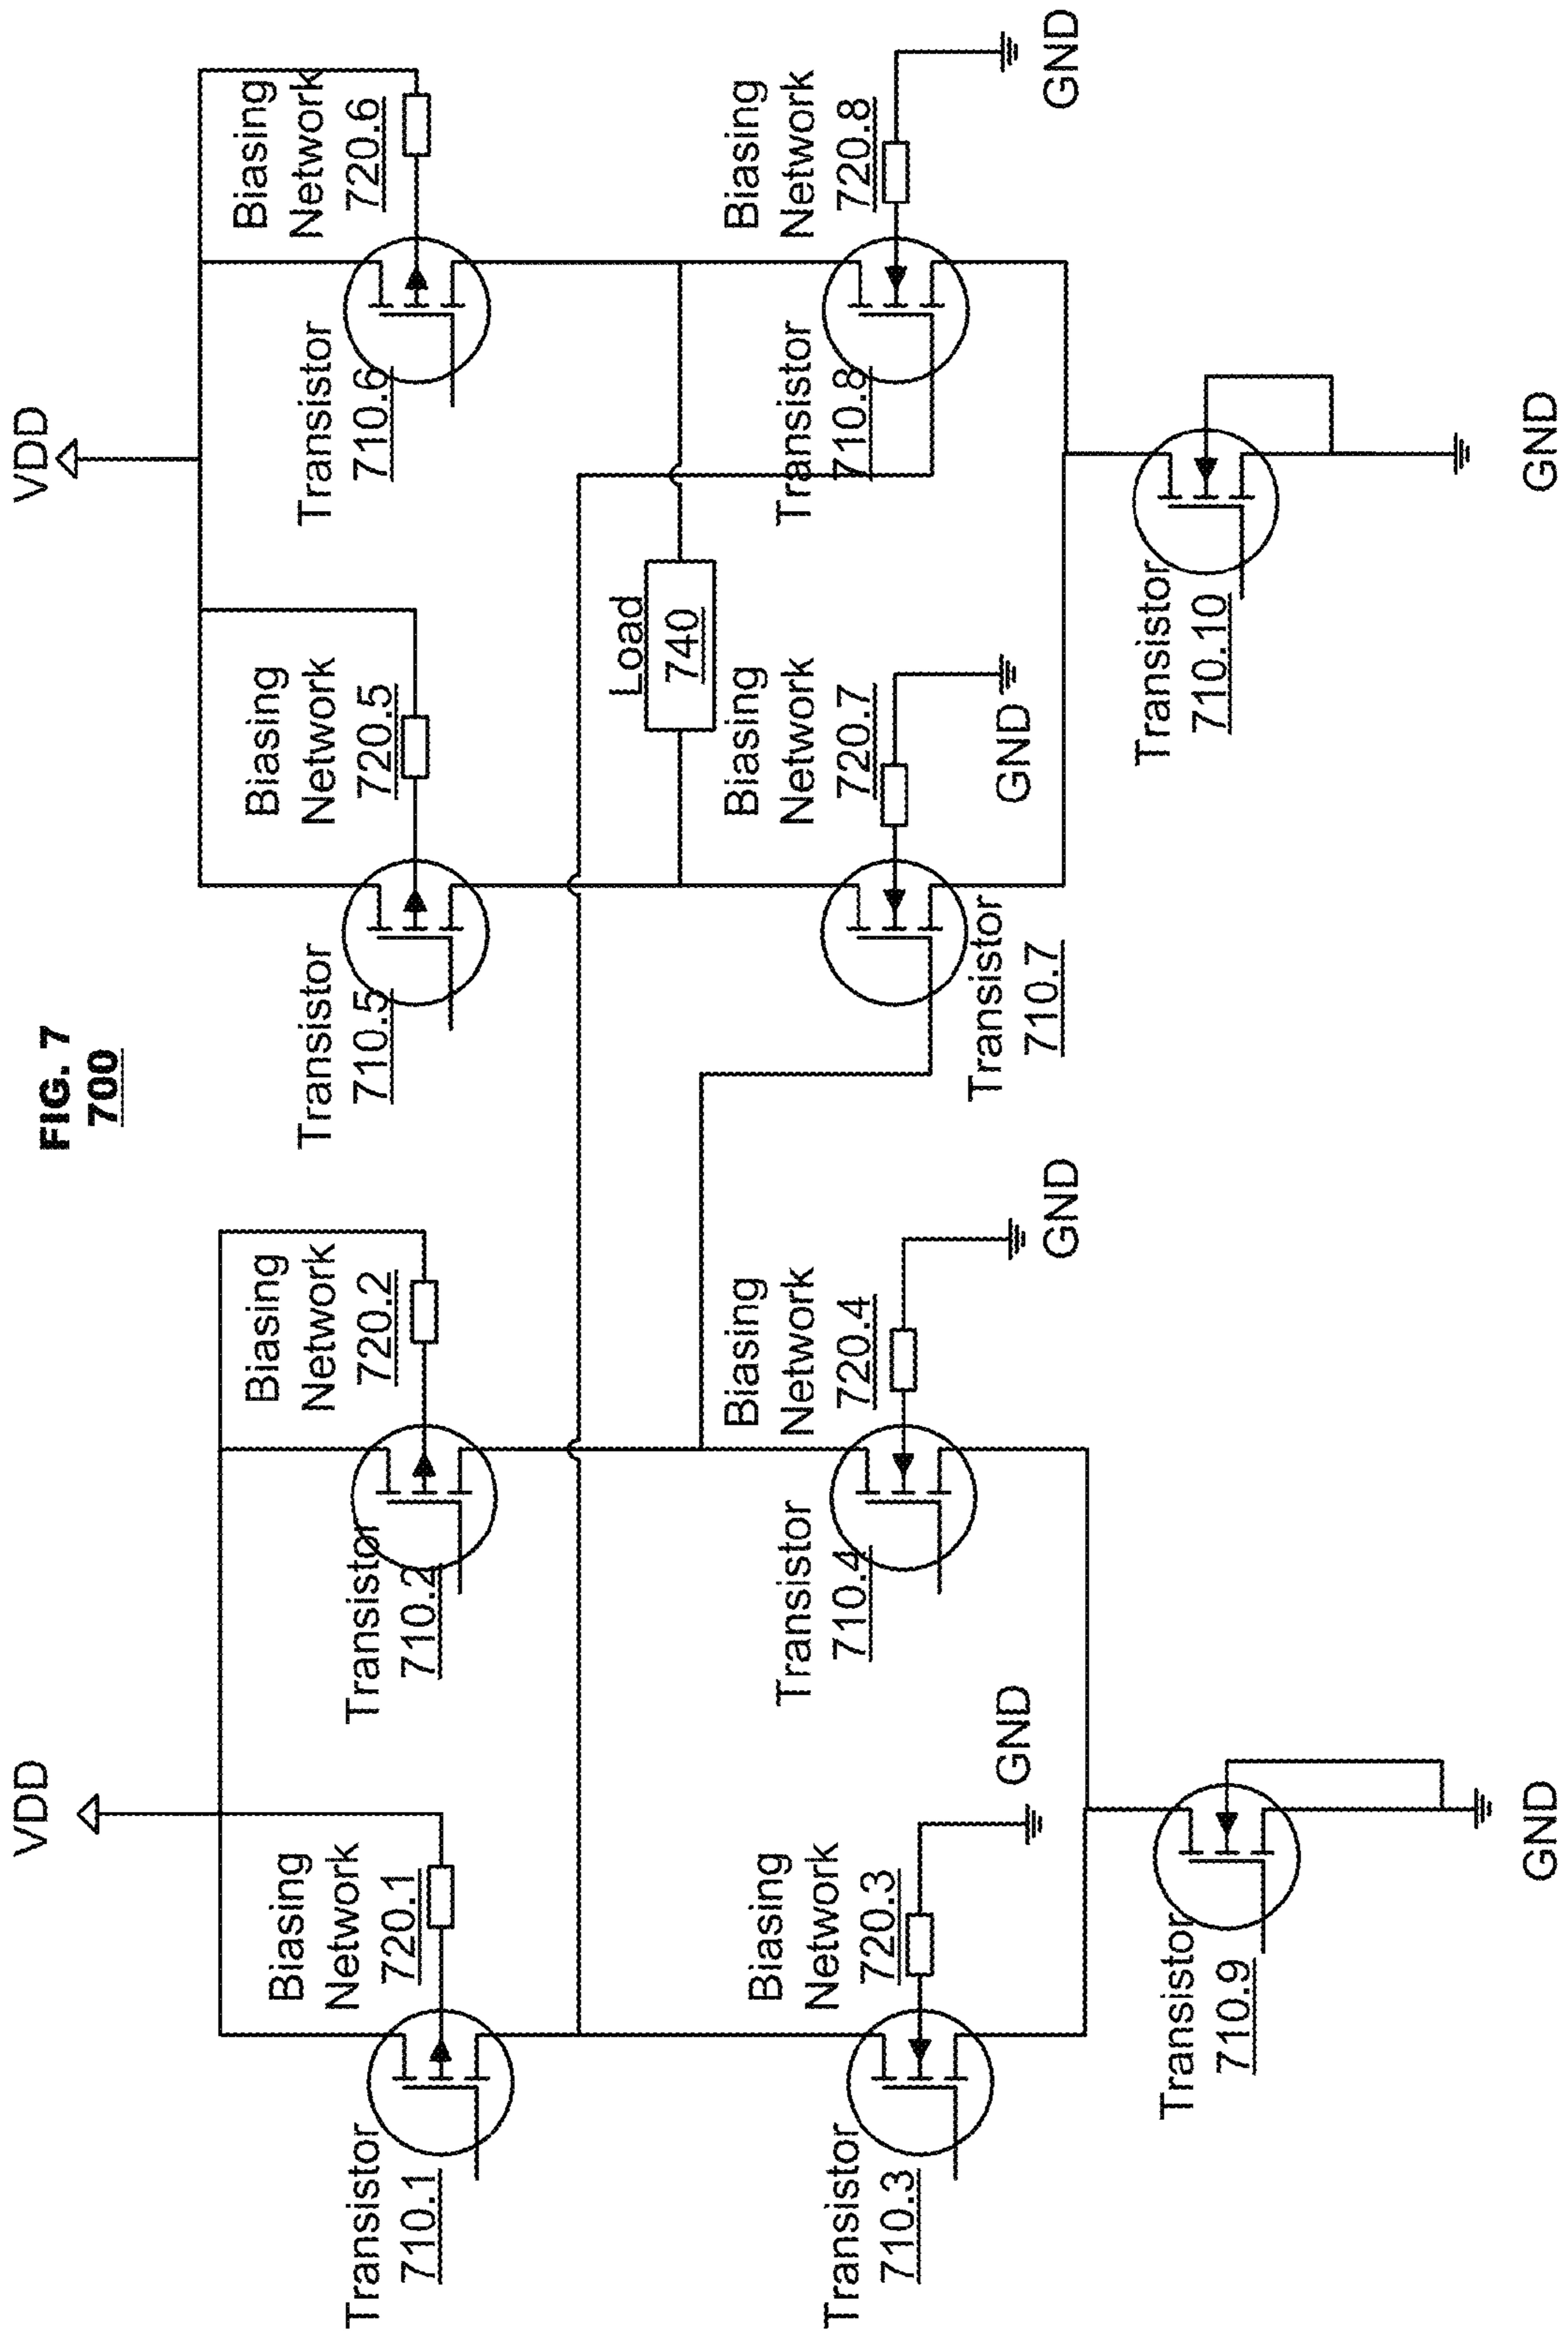 FIG. 7
700
VDD
VDD
Transistor
710.1
Biasing
Network
720.1
Transistor
710.2
Biasing
Network
720.2
Transistor
710.5
Biasing
Network
720.5
Transistor
710.6
Biasing
Network
720.6
Load
740
Transistor
710.3
Biasing
Network
720.3
GND
Transistor
710.4
Biasing
Network
720.4
GND
Transistor
710.7
Biasing
Network
720.7
GND
Transistor
710.8
Biasing
Network
720.8
GND
Transistor
710.9
GND
Transistor
710.10
GND